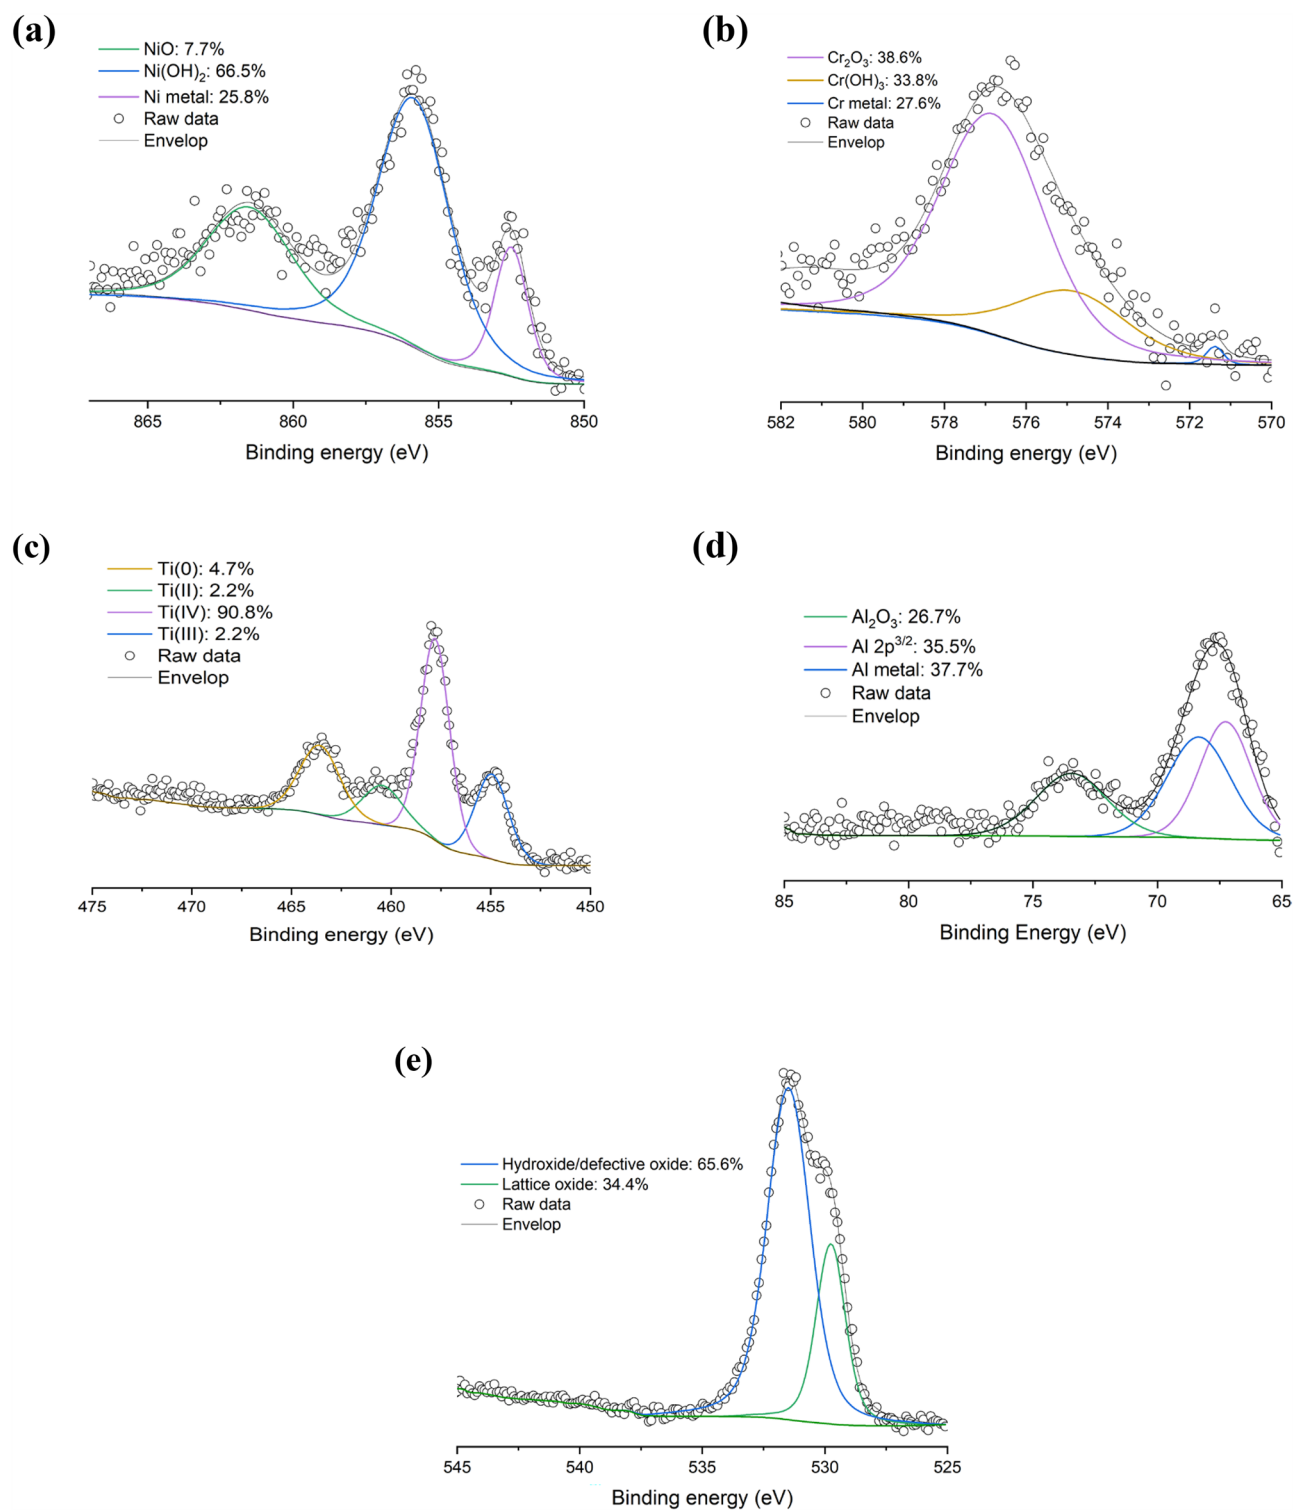 (a)
NiO: 7.7%
Ni(OH)₂: 66.5%
Ni metal: 25.8%
Raw data
Envelop
865 860 855 850
Binding energy (eV)
(b)
Cr₂O₃: 38.6%
Cr(OH)₃: 33.8%
Cr metal: 27.6%
Raw data
Envelop
582 580 578 576 574 572 570
Binding energy (eV)
(c)
Ti(0): 4.7%
Ti(II): 2.2%
Ti(IV): 90.8%
Ti(III): 2.2%
Raw data
Envelop
475 470 465 460 455 450
Binding energy (eV)
(d)
Al₂O₃: 26.7%
Al 2p³/²: 35.5%
Al metal: 37.7%
Raw data
Envelop
85 80 75 70 65
Binding Energy (eV)
(e)
Hydroxide/defective oxide: 65.6%
Lattice oxide: 34.4%
Raw data
Envelop
545 540 535 530 525
Binding energy (eV)